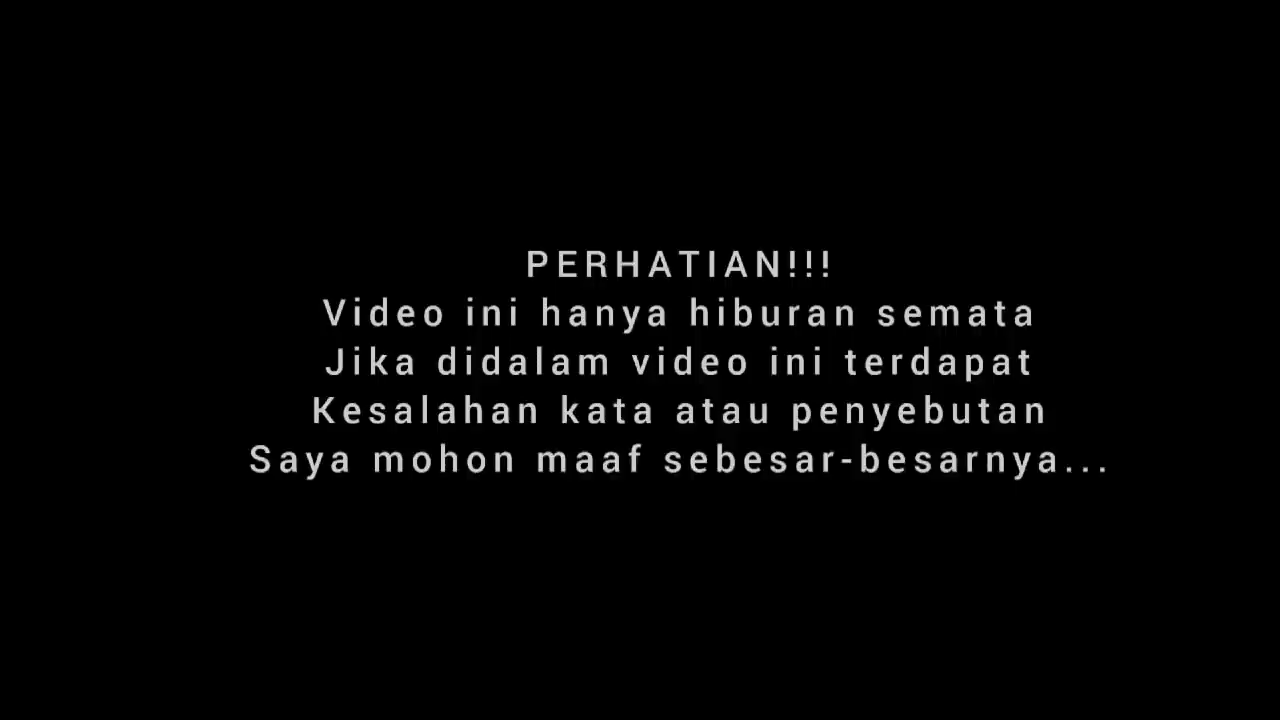 PERHATIAN!!!
Video ini hanya hiburan semata
Jika didalam video ini terdapat
Kesalahan kata atau penyebutan
Saya mohon maaf sebesar-besarnya...